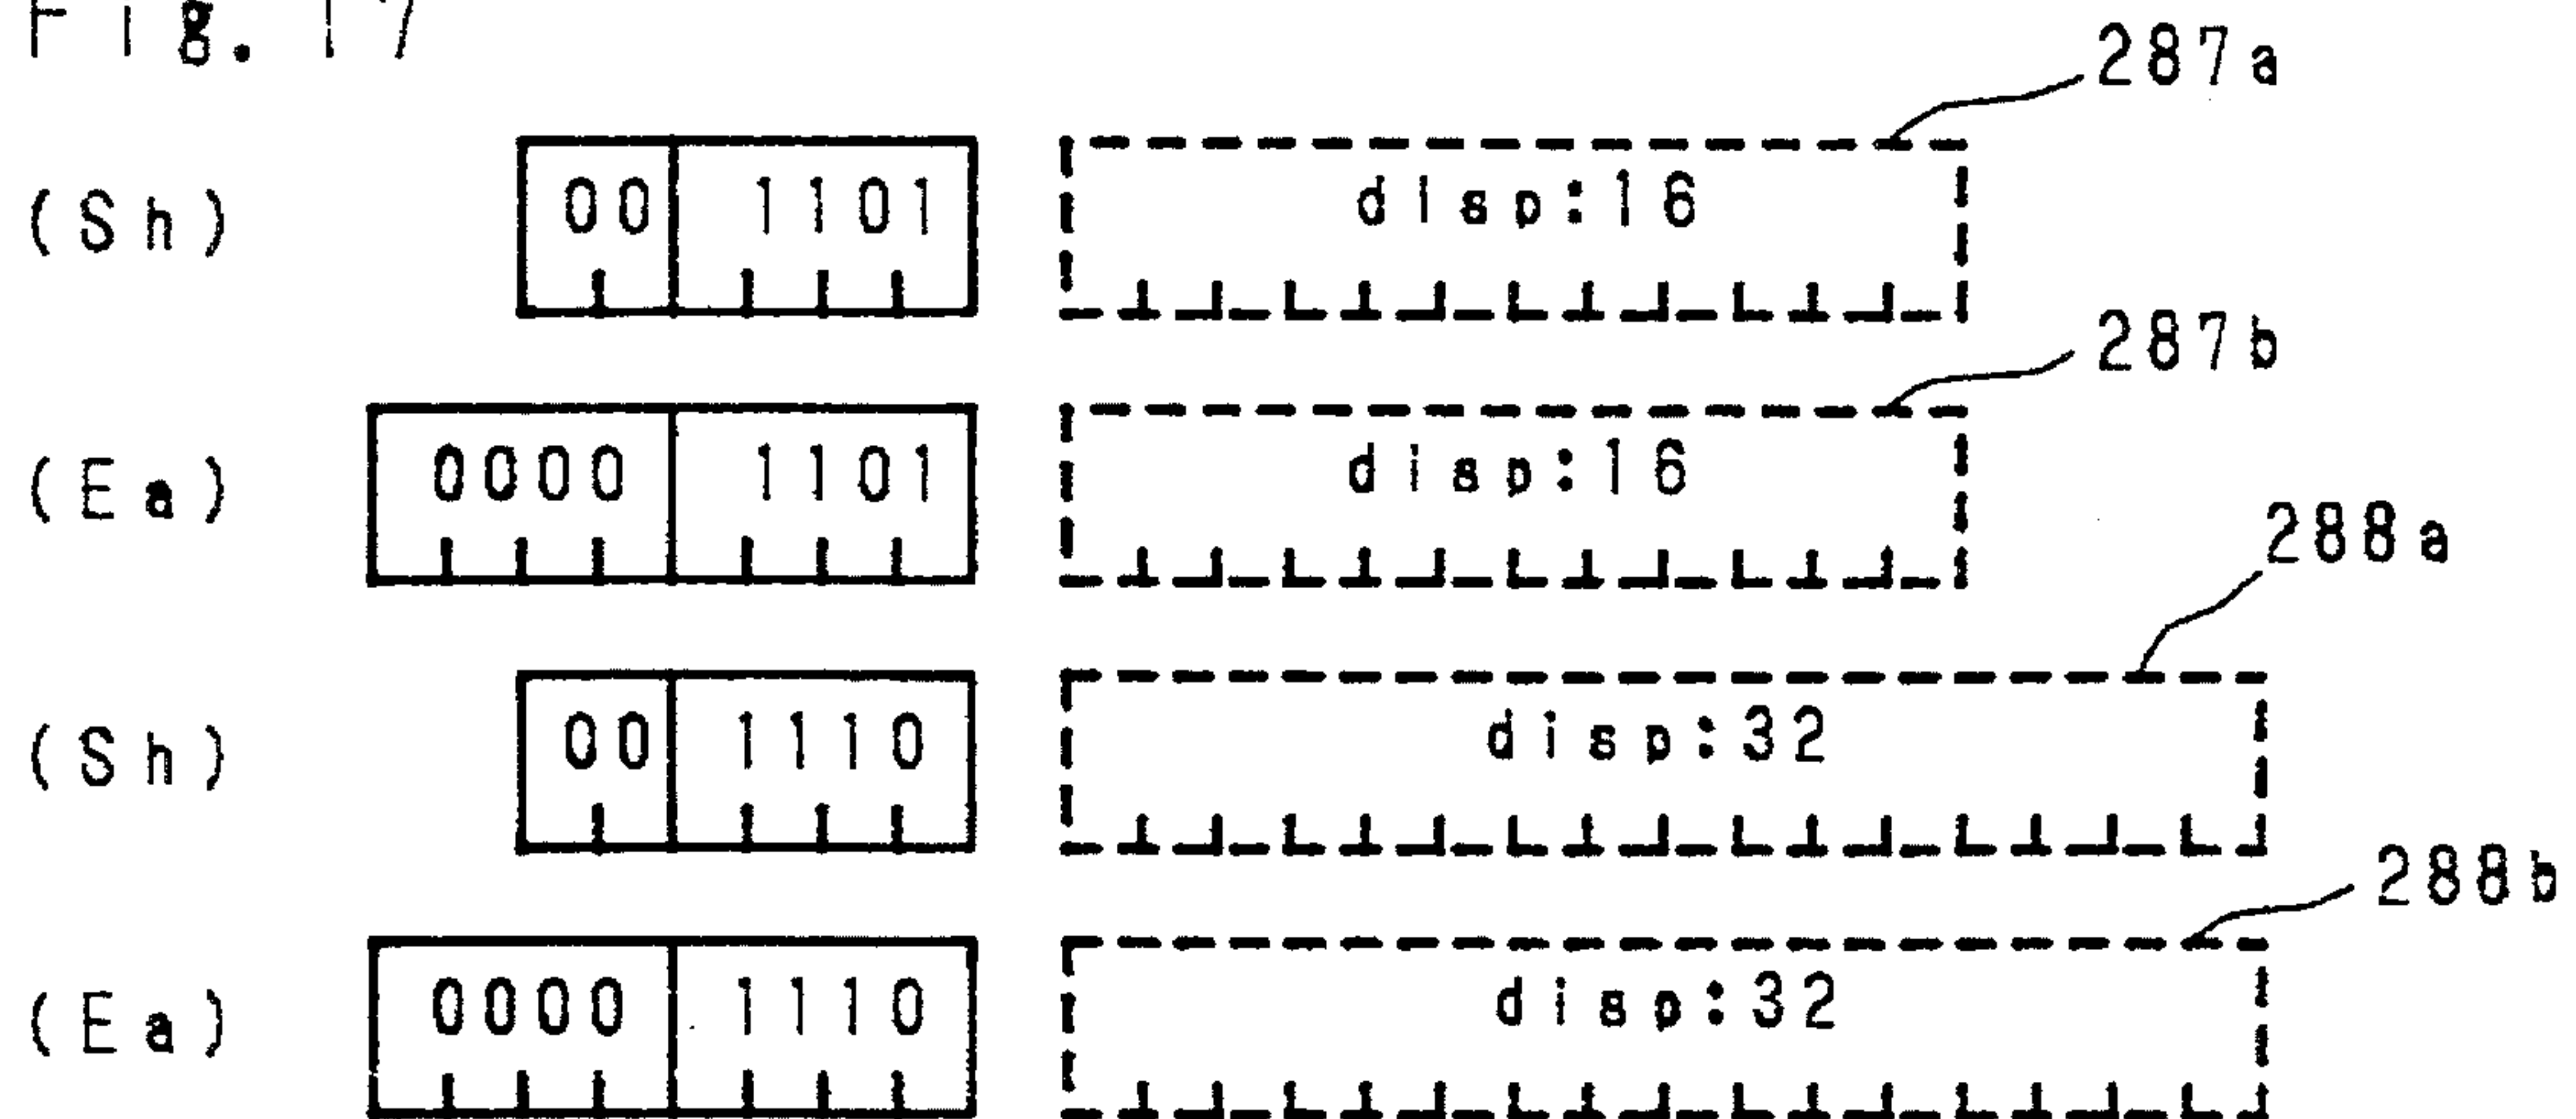 Fig. 17
287a
(Sh) 00 1101 disp:16
287b
(Ea) 0000 1101 disp:16
288a
(Sh) 00 1110 disp:32
288b
(Ea) 0000 1110 disp:32